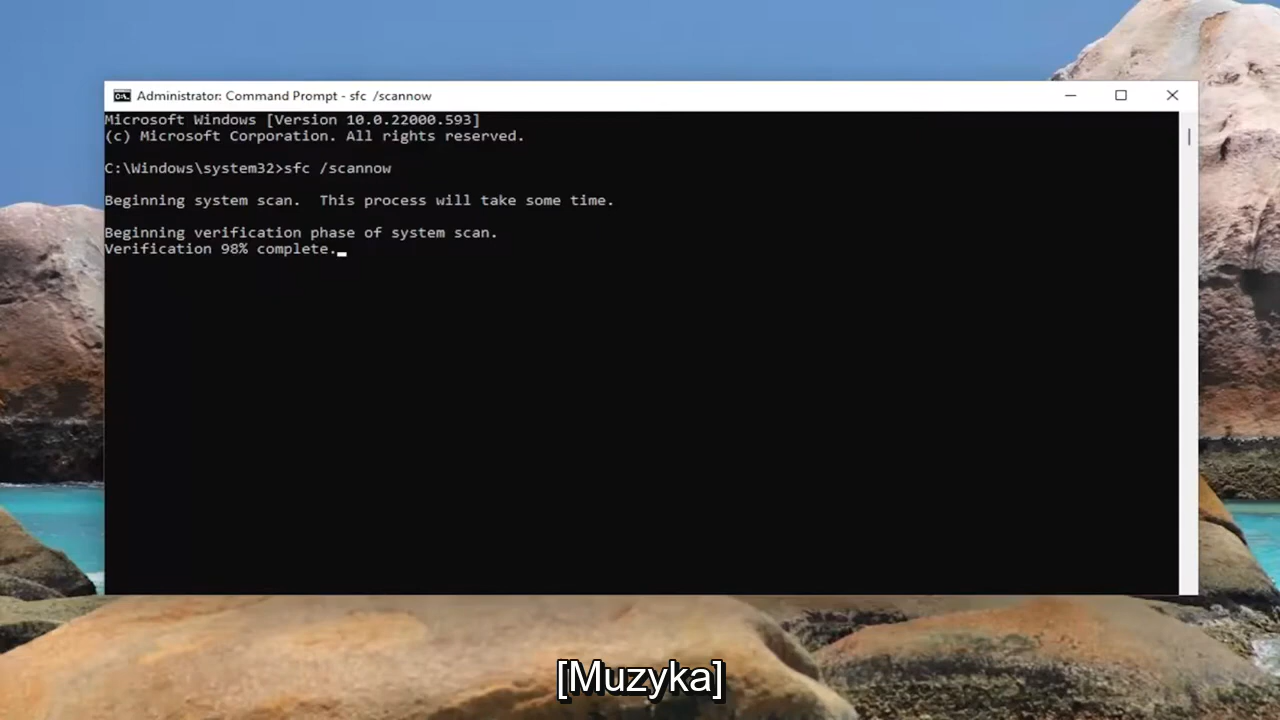 Administrator: Command Prompt - sfc /scannow
Microsoft Windows [Version 10.0.22000.593]
(c) Microsoft Corporation. All rights reserved.
C:\Windows\system32>sfc /scannow
Beginning system scan.  This process will take some time.
Beginning verification phase of system scan.
Verification 98% complete.
[Muzyka]